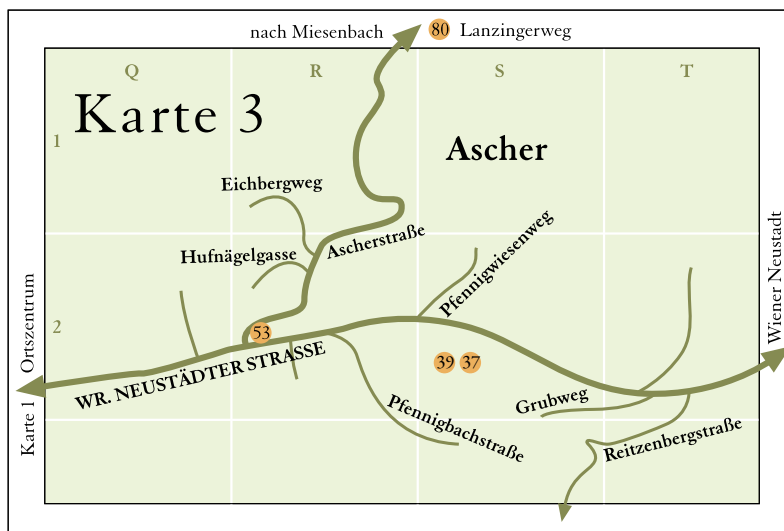 nach Miesenbach 80 Lanzingerweg
Q R S T
Karte 3
1
Ascher
Eichbergweg
Hufnägelgasse
Ascherstraße
Pfennigwiesenweg
2
53
WR. NEUSTÄDTER STRASSE
39 37
Pfennigbachstraße
Grubweg
Reitzenbergstraße
Karte 1 Ortszentrum
Wiener Neustadt